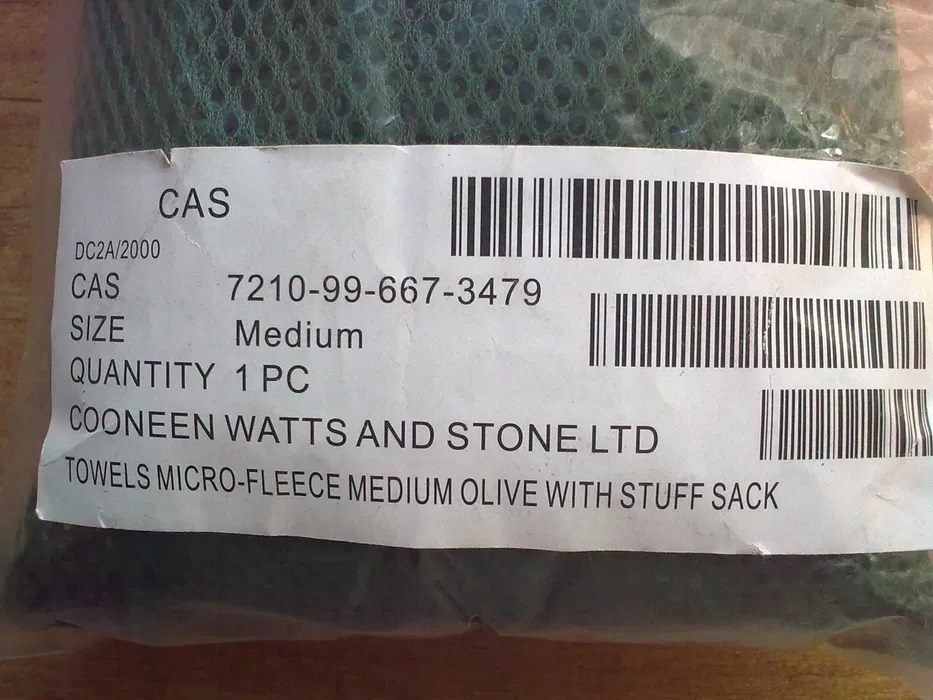 CAS
DC2A/2000
CAS 7210-99-667-3479
SIZE Medium
QUANTITY 1 PC
COONEEN WATTS AND STONE LTD
TOWELS MICRO-FLEECE MEDIUM OLIVE WITH STUFF SACK